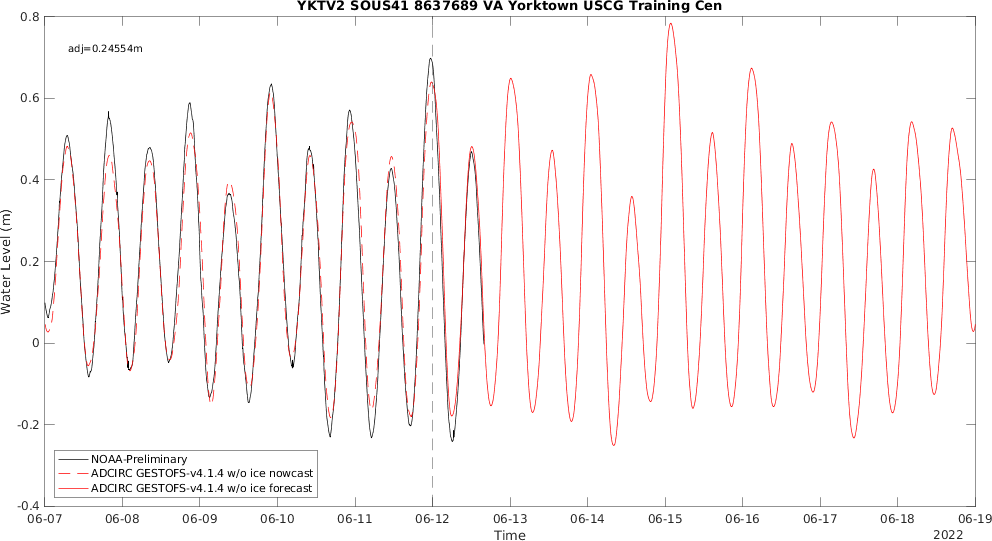 YKTV2 SOUS41 8637689 VA Yorktown USCG Training Cen
adj=0.24554m
0.8
0.6
0.4
0.2
0
-0.2
-0.4
Water Level (m)
NOAA-Preliminary
ADCIRC GESTOFS-v4.1.4 w/o ice nowcast
ADCIRC GESTOFS-v4.1.4 w/o ice forecast
06-07 06-08 06-09 06-10 06-11 06-12 06-13 06-14 06-15 06-16 06-17 06-18 06-19
Time
2022